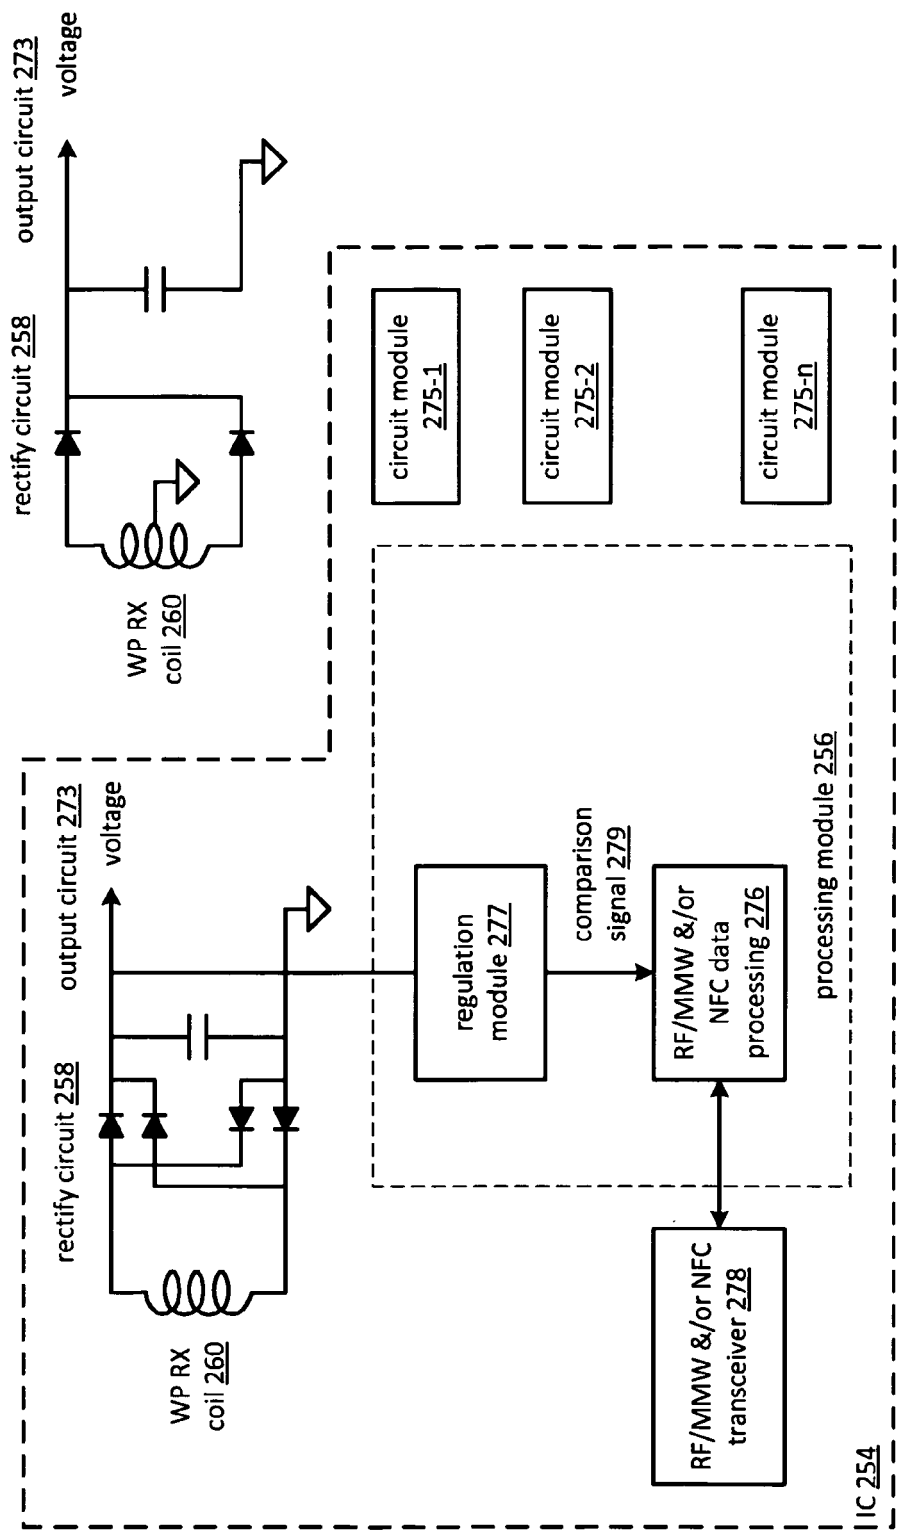 WP RX
coil 260
rectify circuit 258
output circuit 273
voltage
WP RX
coil 260
rectify circuit 258
output circuit 273
voltage
regulation
module 277
comparison
signal 279
RF/MMW &/or
NFC data
processing 276
RF/MMW &/or NFC
transceiver 278
processing module 256
circuit module
275-1
circuit module
275-2
circuit module
275-n
IC 254